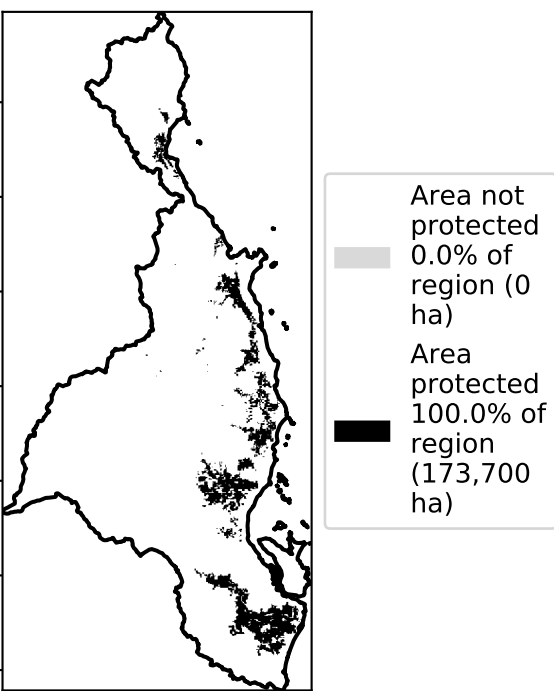 Area not
protected
0.0% of
region (0
ha)
Area
protected
100.0% of
region
(173,700
ha)